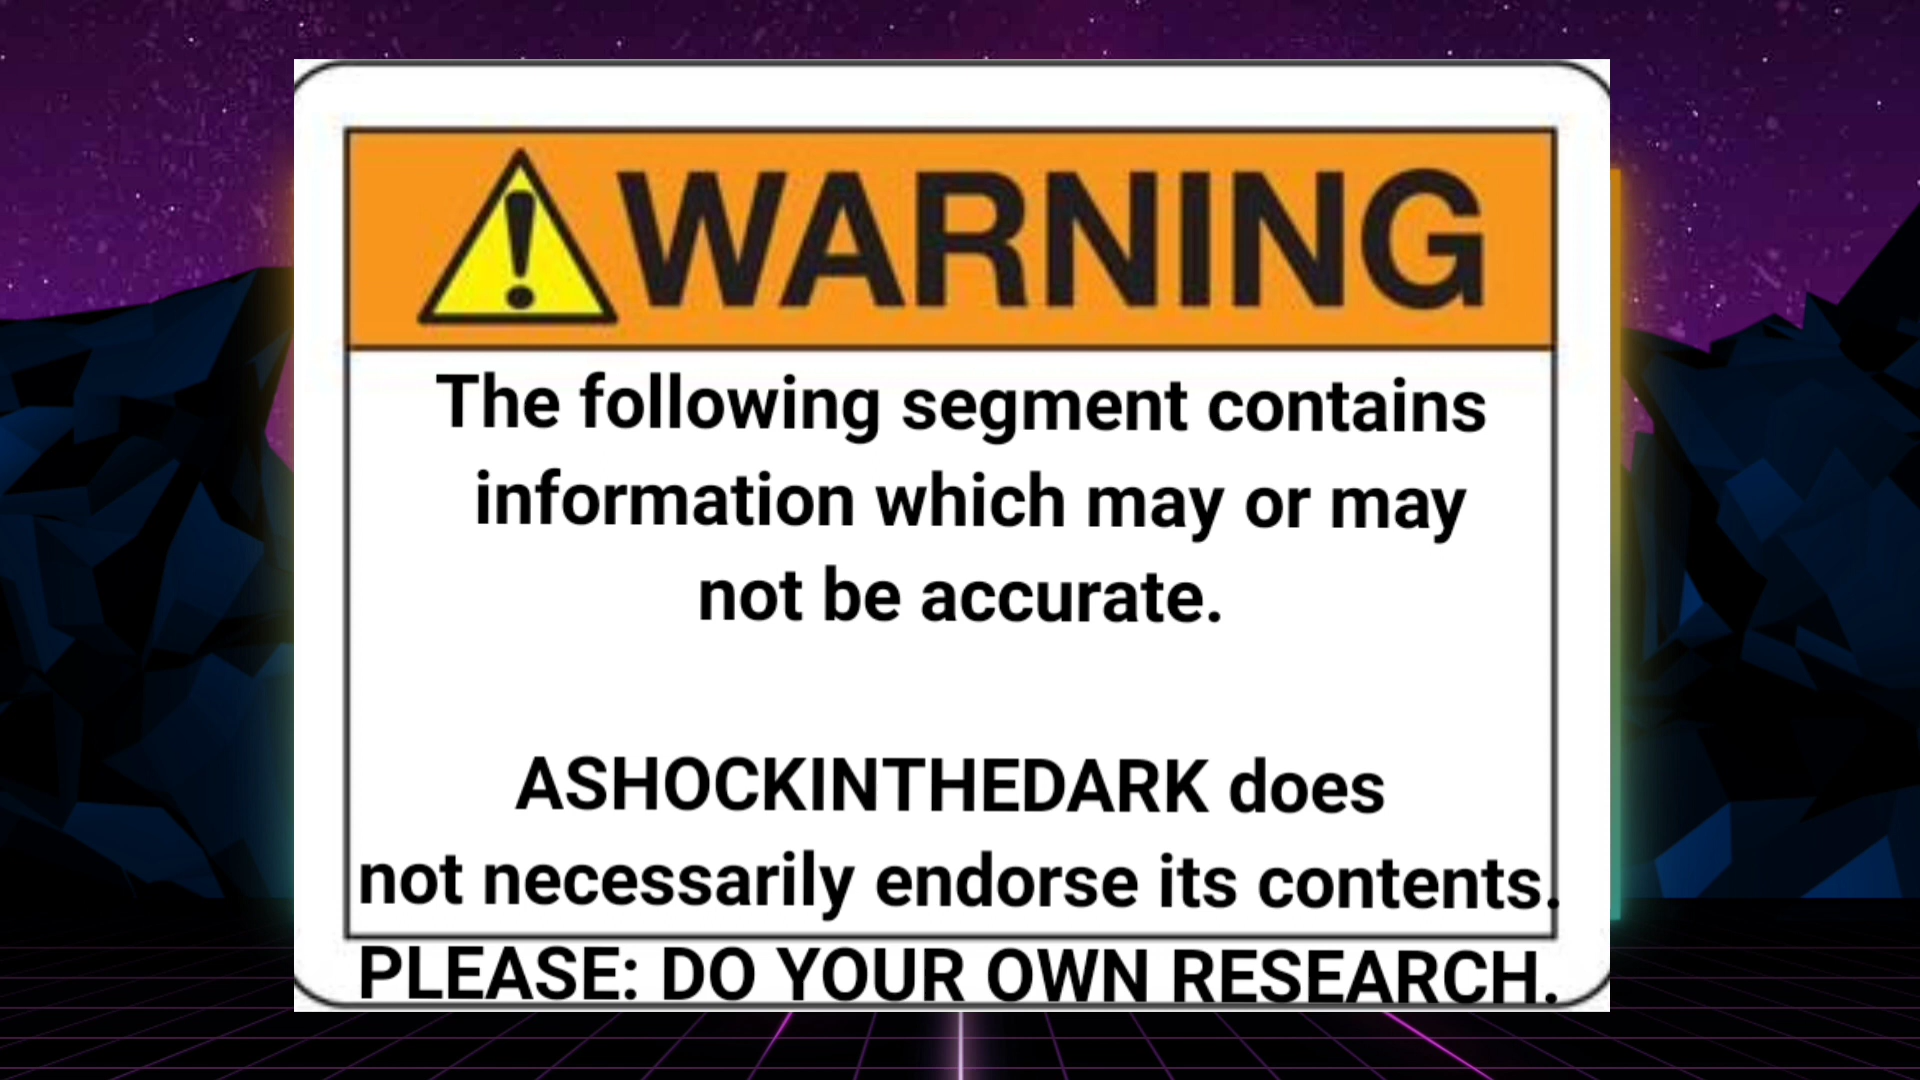 WARNING
The following segment contains
information which may or may
not be accurate.
ASHOCKINTHEDARK does
not necessarily endorse its contents.
PLEASE: DO YOUR OWN RESEARCH.